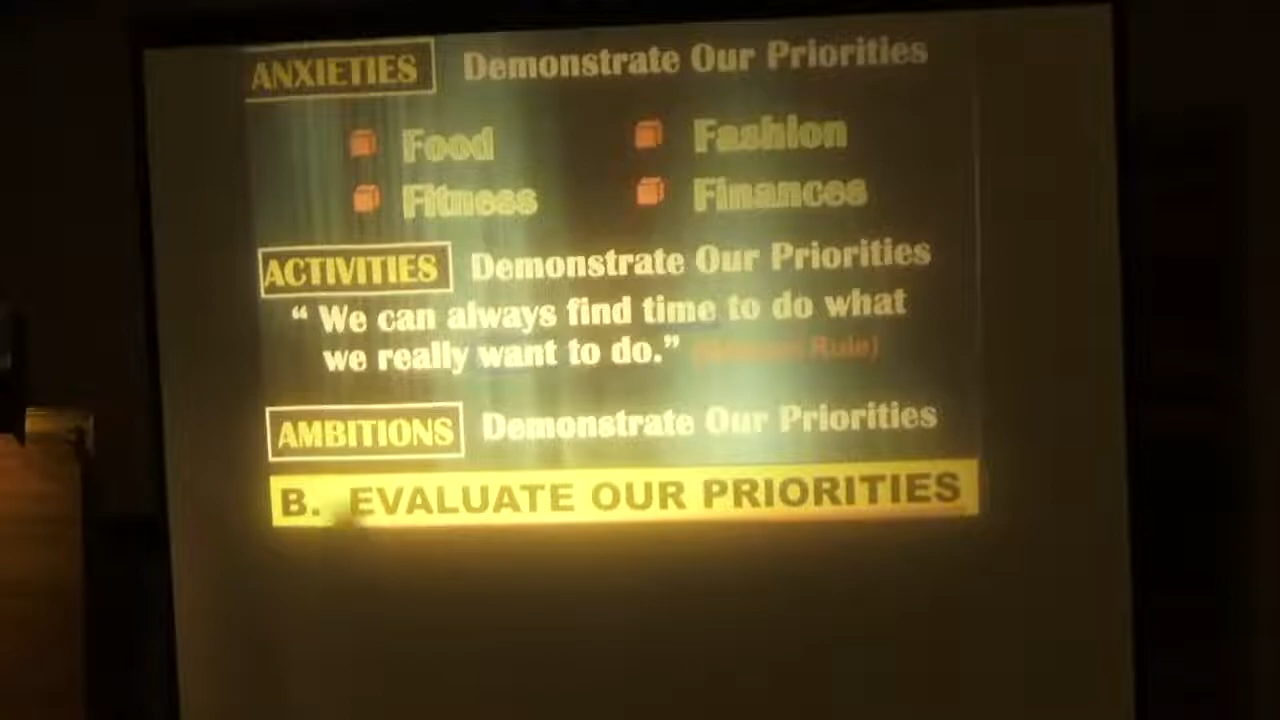 ANXIETIES Demonstrate Our Priorities
Food Fashion
Fitness Finances
ACTIVITIES Demonstrate Our Priorities
“ We can always find time to do what
we really want to do.” Rule)
AMBITIONS Demonstrate Our Priorities
B. EVALUATE OUR PRIORITIES